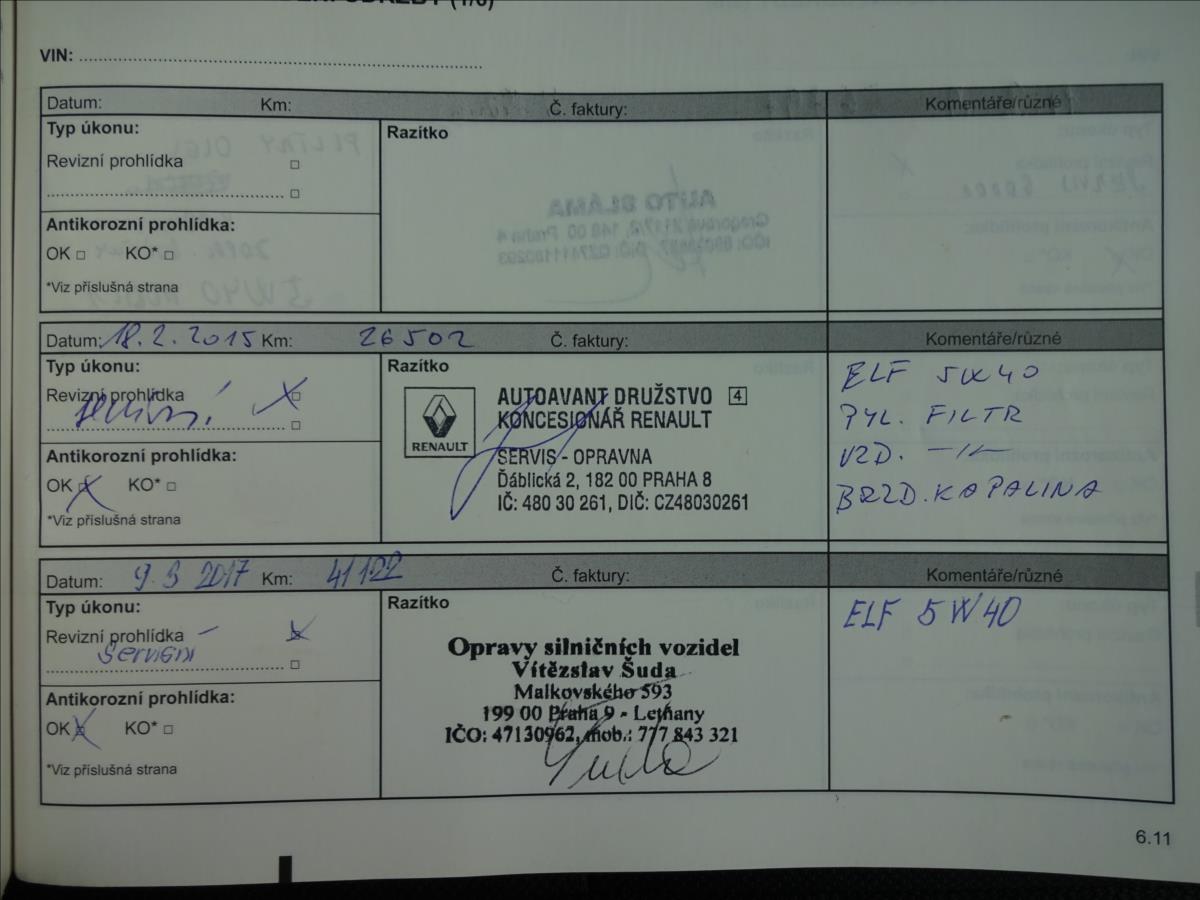 VIN:
Datum: Km: Č. faktury: Komentáře/různé
Typ úkonu:
Revizní prohlídka
Antikorozní prohlídka:
OK KO*
*Viz příslušná strana
Razítko
Datum: 18.2.2015 Km: 26502 Č. faktury: Komentáře/různé
Typ úkonu:
Revizní prohlídka
servisní
Antikorozní prohlídka:
OK KO*
*Viz příslušná strana
Razítko
RENAULT
AUTOAVANT DRUŽSTVO 4
KONCESIONÁŘ RENAULT
SERVIS - OPRAVNA
Ďáblická 2, 182 00 PRAHA 8
IČ: 480 30 261, DIČ: CZ48030261
ELF 5W40
PYL. FILTR
VZD. -//-
BRZD. KAPALINA
Datum: 9.3 2017 Km: 41122 Č. faktury: Komentáře/různé
Typ úkonu:
Revizní prohlídka
Servisní
Antikorozní prohlídka:
OK KO*
*Viz příslušná strana
Razítko
Opravy silničních vozidel
Vítězslav Šuda
Malkovského 593
199 00 Praha 9 - Letňany
IČO: 47130962, mob.: 777 843 321
Šuda
ELF 5W40
6.11